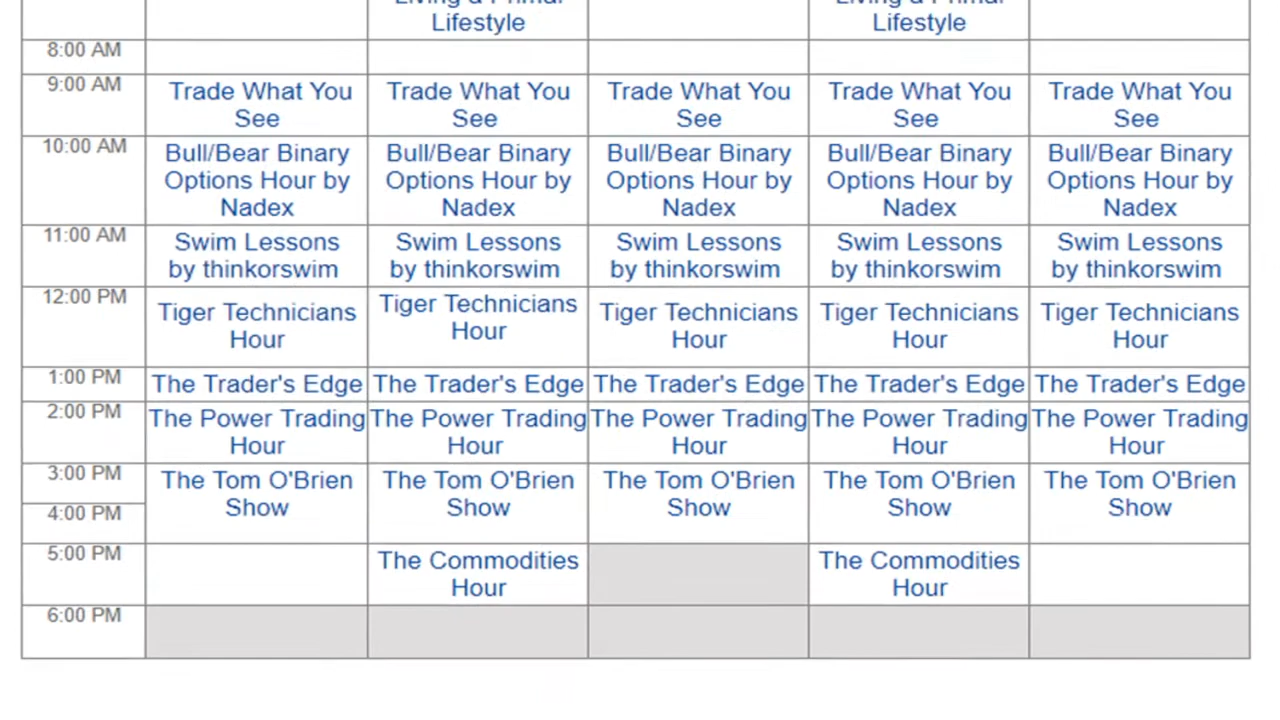 Living a Primal Living a Primal
Lifestyle Lifestyle
8:00 AM
9:00 AM
Trade What You Trade What You Trade What You Trade What You Trade What You
See See See See See
10:00 AM
Bull/Bear Binary Bull/Bear Binary Bull/Bear Binary Bull/Bear Binary Bull/Bear Binary
Options Hour by Options Hour by Options Hour by Options Hour by Options Hour by
Nadex Nadex Nadex Nadex Nadex
11:00 AM
Swim Lessons Swim Lessons Swim Lessons Swim Lessons Swim Lessons
by thinkorswim by thinkorswim by thinkorswim by thinkorswim by thinkorswim
12:00 PM
Tiger Technicians Tiger Technicians Tiger Technicians Tiger Technicians Tiger Technicians
Hour Hour Hour Hour Hour
1:00 PM The Trader's Edge The Trader's Edge The Trader's Edge The Trader's Edge The Trader's Edge
2:00 PM The Power Trading The Power Trading The Power Trading The Power Trading The Power Trading
Hour Hour Hour Hour Hour
3:00 PM The Tom O'Brien The Tom O'Brien The Tom O'Brien The Tom O'Brien The Tom O'Brien
4:00 PM Show Show Show Show Show
5:00 PM The Commodities The Commodities
Hour Hour
6:00 PM